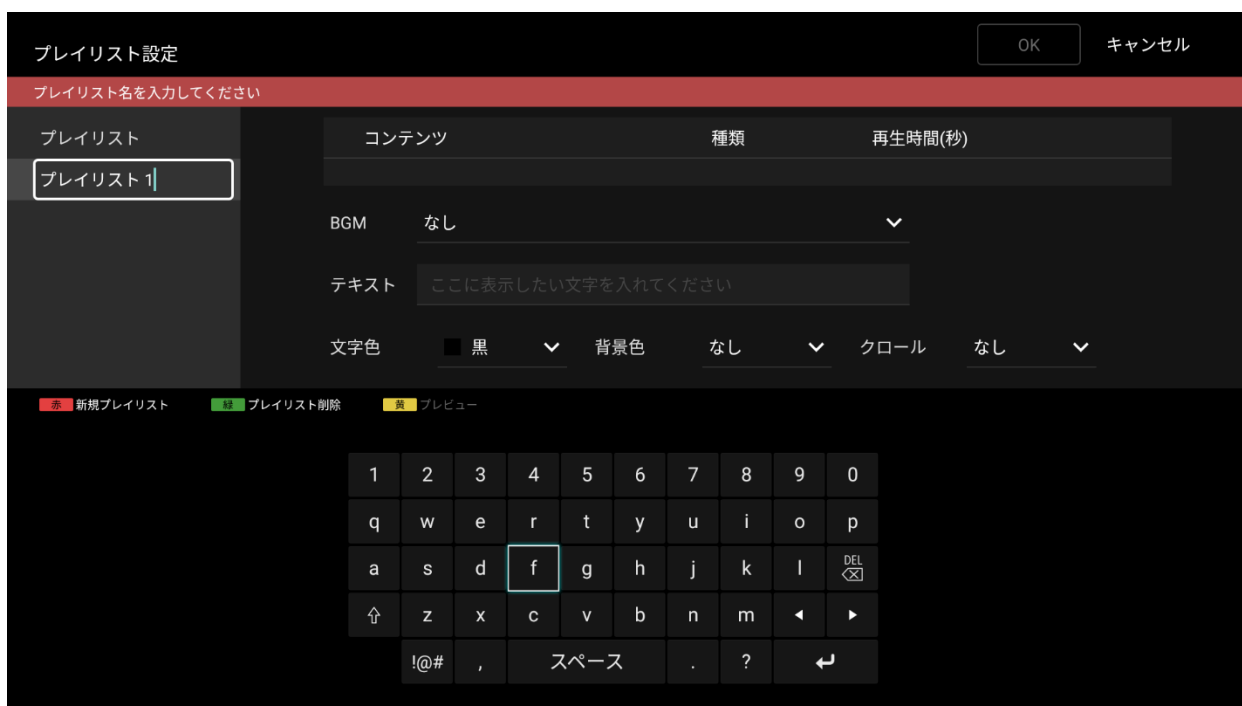 プレイリスト設定
OK キャンセル
プレイリスト名を入力してください
プレイリスト
プレイリスト 1
コンテンツ 種類 再生時間(秒)
BGM なし
テキスト ここに表示したい文字を入れてください
文字色 黒 背景色 なし クロール なし
赤 新規プレイリスト 緑 プレイリスト削除 黄 プレビュー
1 2 3 4 5 6 7 8 9 0
q w e r t y u i o p
a s d f g h j k l DEL
z x c v b n m
!@# , スペース . ?